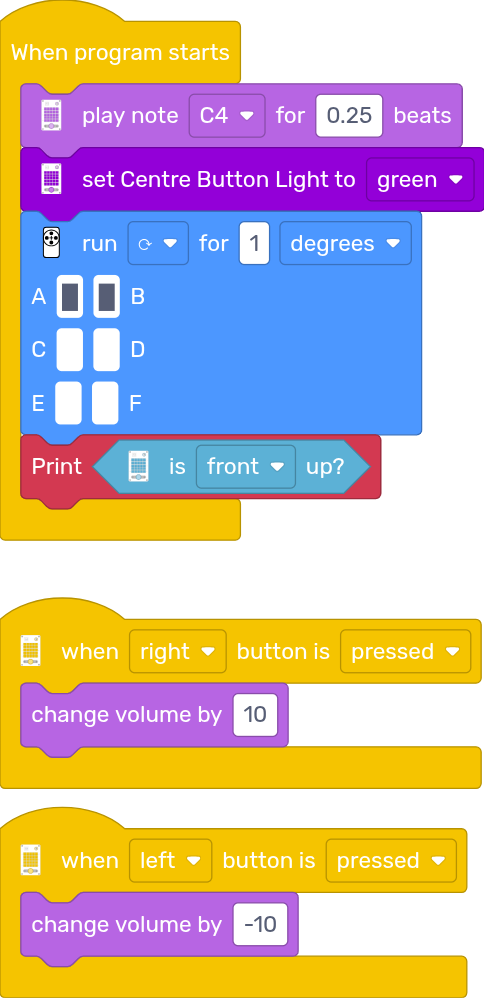 When program starts
play note C4 for 0.25 beats
set Centre Button Light to green
run ⟳ for 1 degrees
A B
C D
E F
Print is front up?
when right button is pressed
change volume by 10
when left button is pressed
change volume by -10